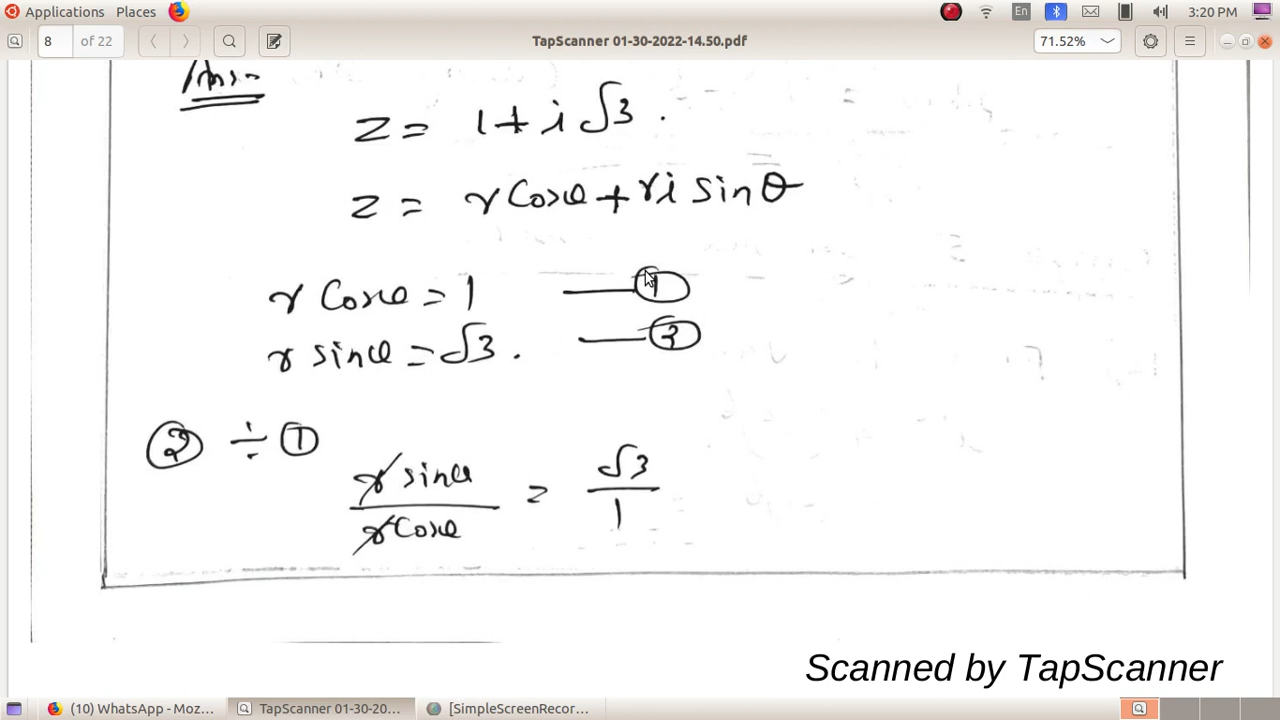 Applications Places En 3:20 PM
8 of 22 TapScanner 01-30-2022-14.50.pdf 71.52%
Ans:-
z = 1 + i √3 .
z = r Cosθ + ri sin θ
r Cosθ = 1 —— ①
r sinθ = √3 . —— ②
② ÷ ①
r sinθ / r Cosθ = √3 / 1
Scanned by TapScanner
(10) WhatsApp - Moz... TapScanner 01-30-20... [SimpleScreenRecor...